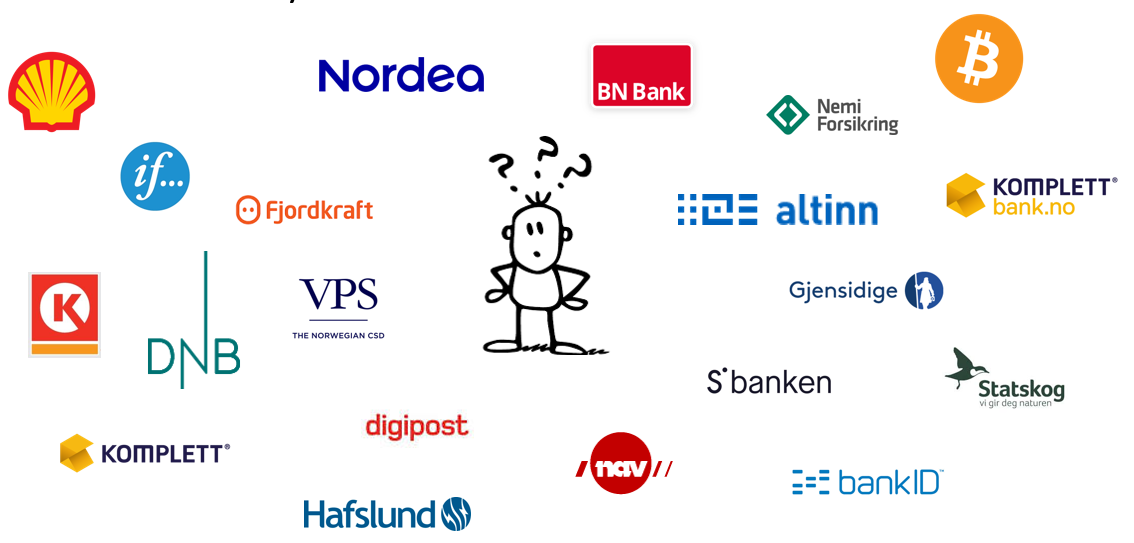 Nordea
BN Bank
Nemi
Forsikring
if...
Fjordkraft
altinn
KOMPLETT®
bank.no
K
DNB
VPS
THE NORWEGIAN CSD
Gjensidige
S'banken
Statskog
vi gir deg naturen
digipost
KOMPLETT®
/nav//
bankID™
Hafslund